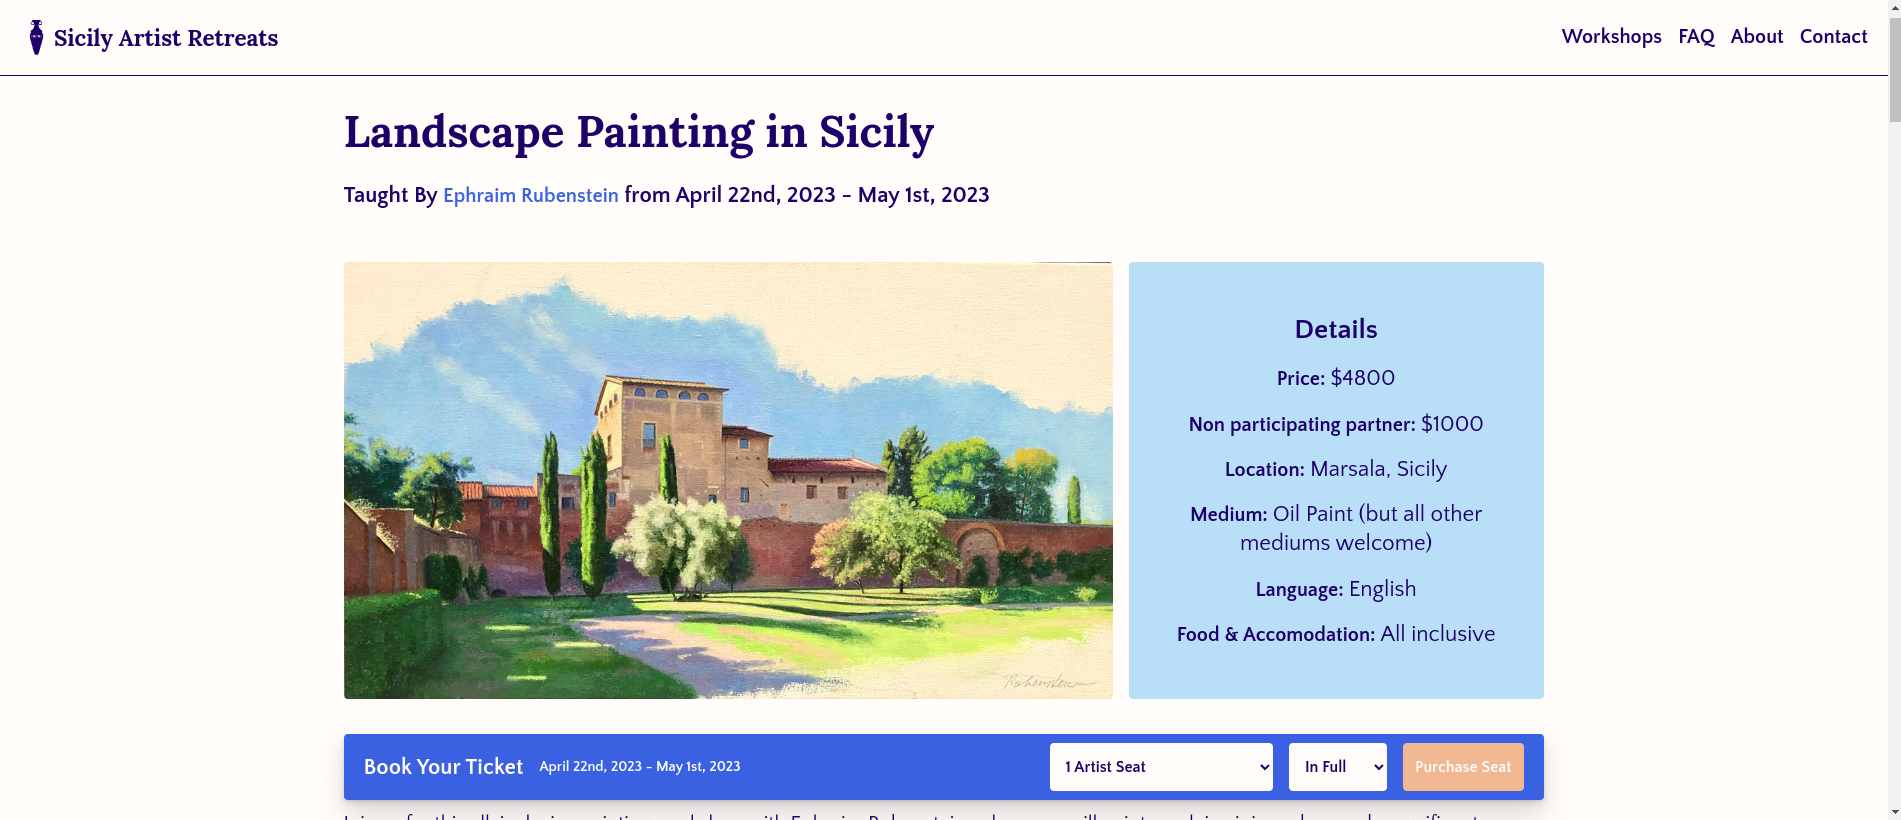 Sicily Artist Retreats
Workshops FAQ About Contact
Landscape Painting in Sicily
Taught By Ephraim Rubenstein from April 22nd, 2023 - May 1st, 2023
Details
Price: $4800
Non participating partner: $1000
Location: Marsala, Sicily
Medium: Oil Paint (but all other
mediums welcome)
Language: English
Food & Accomodation: All inclusive
Rubenstein
Book Your Ticket April 22nd, 2023 - May 1st, 2023 1 Artist Seat In Full Purchase Seat